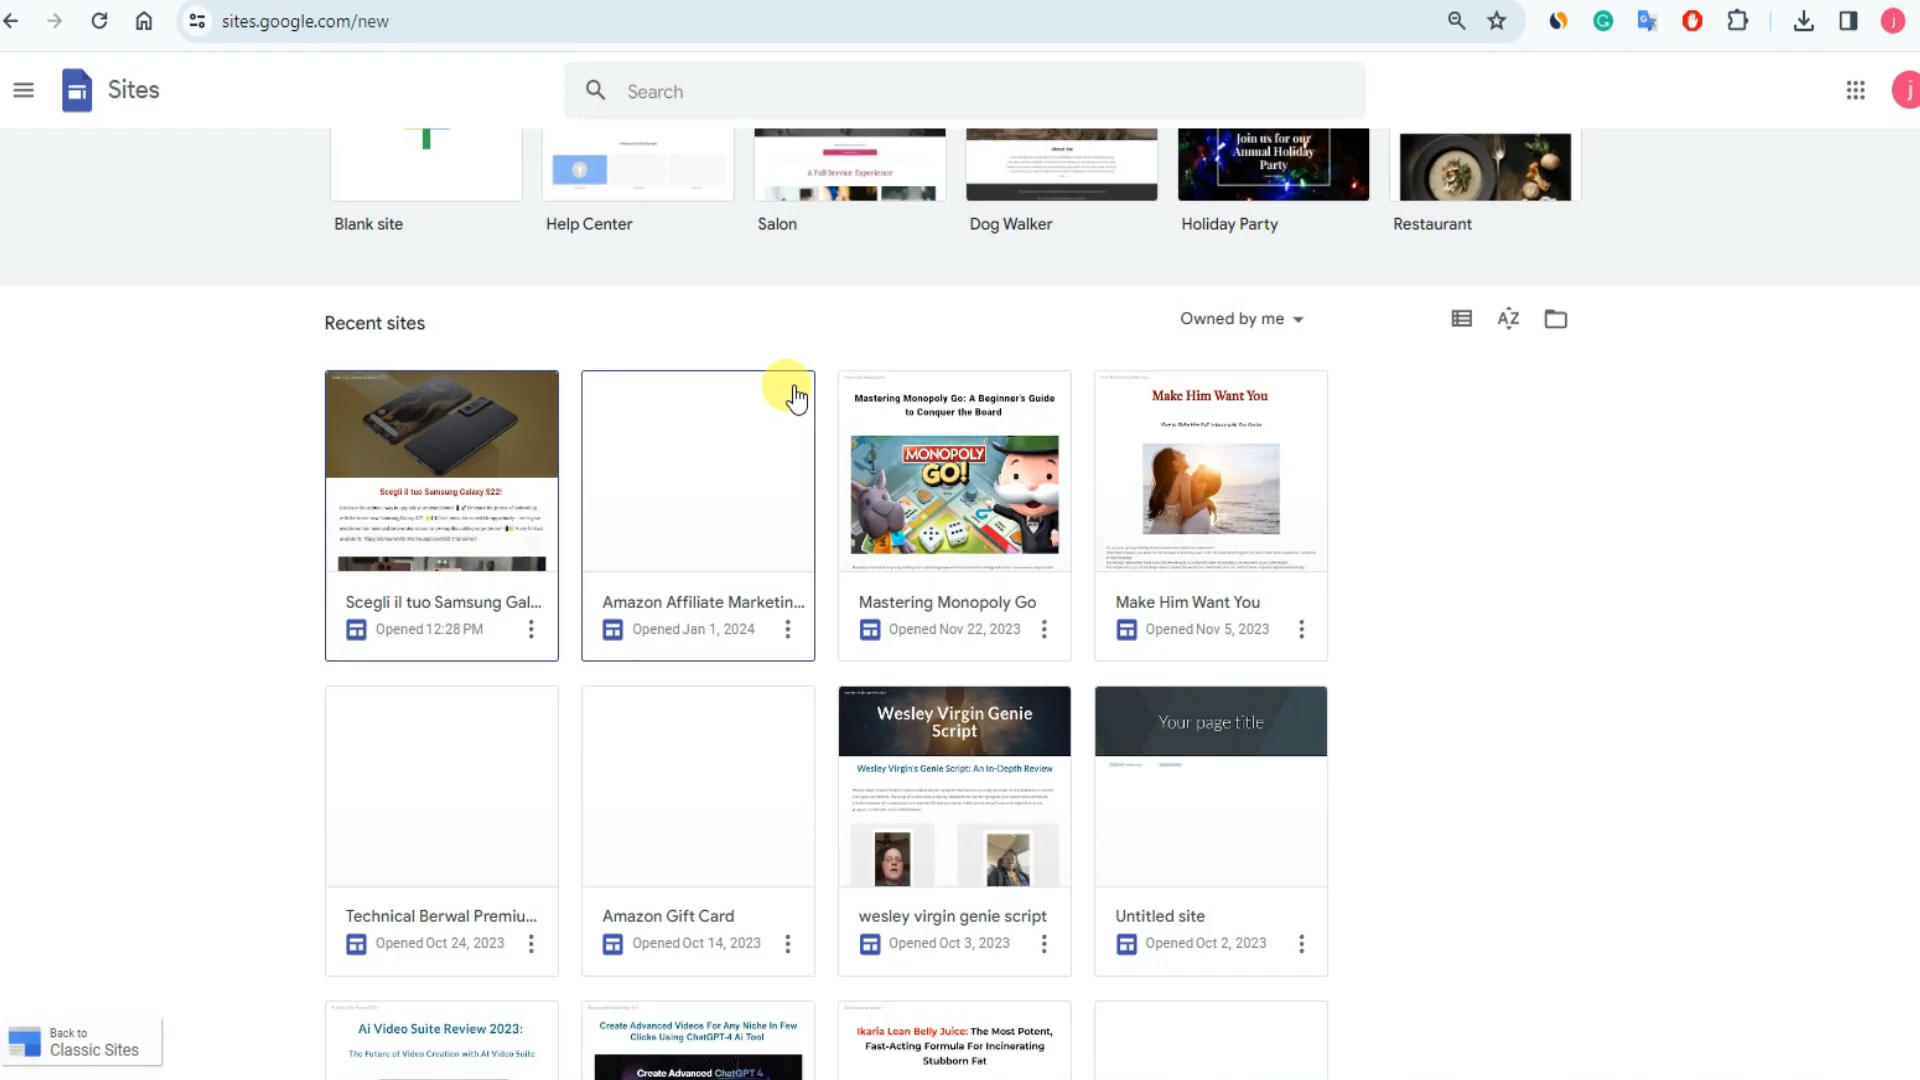 sites.google.com/new
j
Sites
Search
j
A Full Service Experience
About Me
Join us for our
Annual Holiday
Party
Blank site
Help Center
Salon
Dog Walker
Holiday Party
Restaurant
Recent sites
Owned by me
AZ
Scegli il tuo Samsung Galaxy S22!
Mastering Monopoly Go: A Beginner's Guide
to Conquer the Board
MONOPOLY
GO!
Make Him Want You
Scegli il tuo Samsung Gal...
Opened 12:28 PM
Amazon Affiliate Marketin...
Opened Jan 1, 2024
Mastering Monopoly Go
Opened Nov 22, 2023
Make Him Want You
Opened Nov 5, 2023
Wesley Virgin Genie
Script
Wesley Virgin's Genie Script: An In-Depth Review
Your page title
Technical Berwal Premiu...
Opened Oct 24, 2023
Amazon Gift Card
Opened Oct 14, 2023
wesley virgin genie script
Opened Oct 3, 2023
Untitled site
Opened Oct 2, 2023
Ai Video Suite Review 2023:
The Future of Video Creation with AI Video Suite
Create Advanced Videos For Any Niche In Few
Clicks Using ChatGPT-4 Ai Tool
Create Advanced ChatGPT 4
Ikaria Lean Belly Juice: The Most Potent,
Fast-Acting Formula For Incinerating
Stubborn Fat
Back to
Classic Sites